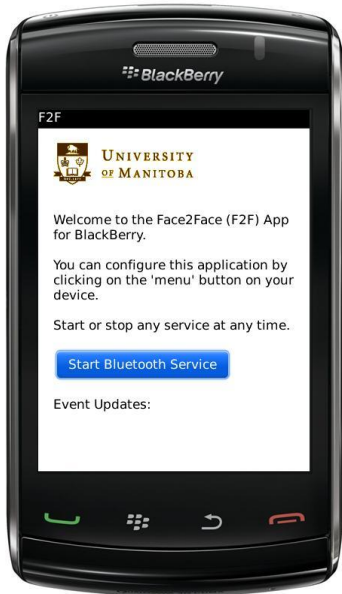 BlackBerry
F2F
UNIVERSITY
OF MANITOBA
Welcome to the Face2Face (F2F) App
for BlackBerry.
You can configure this application by
clicking on the 'menu' button on your
device.
Start or stop any service at any time.
Start Bluetooth Service
Event Updates: